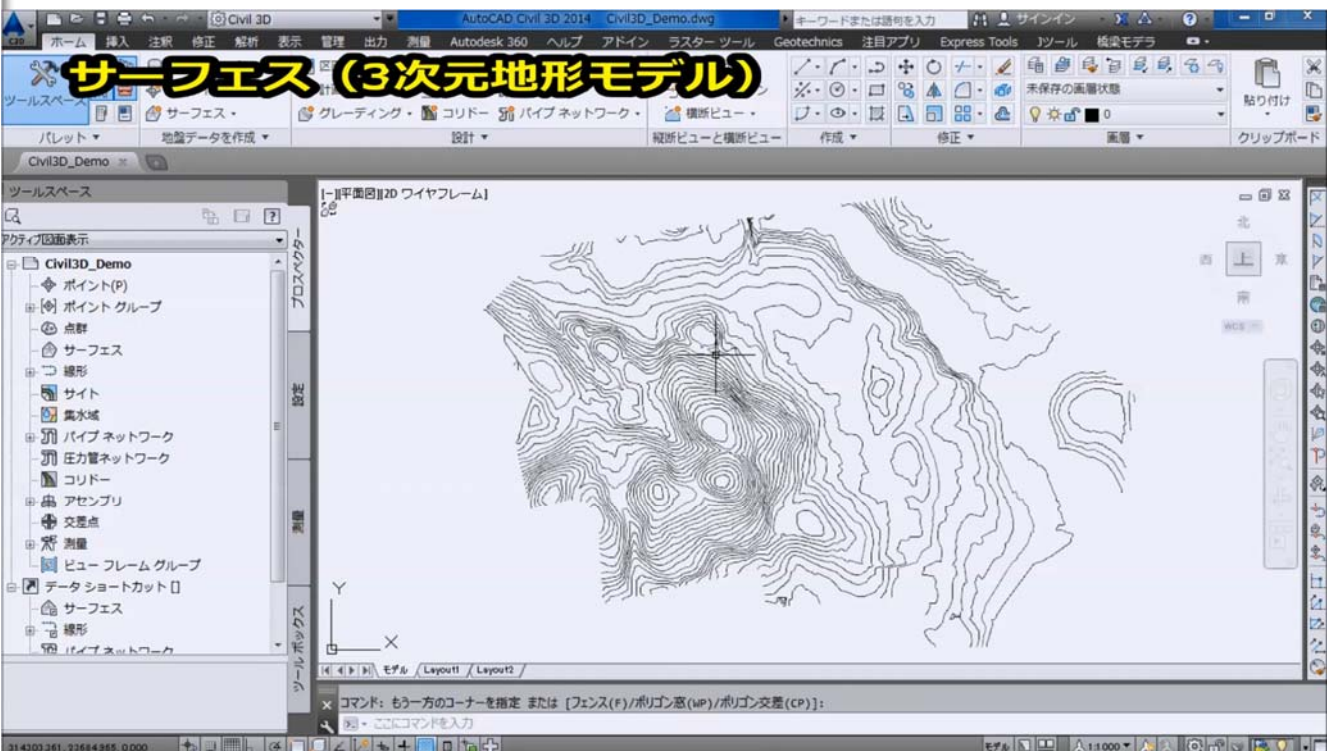 Civil 3D
AutoCAD Civil 3D 2014 Civil3D_Demo.dwg
キーワードまたは語句を入力
サインイン
ホーム 挿入 注釈 修正 解析 表示 管理 出力 測量 Autodesk 360 ヘルプ アドイン ラスター ツール Geotechnics 注目アプリ Express Tools Jツール 橋梁モデラ
サーフェス（3次元地形モデル）
ツールスペース
未保存の画層状態
貼り付け
サーフェス
グレーディング コリドー パイプ ネットワーク
横断ビュー
0
パレット 地盤データを作成 設計 縦断ビューと横断ビュー 作成 修正 画層 クリップボード
Civil3D_Demo
ツールスペース
アクティブ図面表示
Civil3D_Demo
ポイント(P)
ポイント グループ
点群
サーフェス
線形
サイト
集水域
パイプ ネットワーク
圧力管ネットワーク
コリドー
アセンブリ
交差点
測量
ビュー フレーム グループ
データ ショートカット []
サーフェス
線形
パイプ ネットワーク
プロスペクター
設定
測量
ツール ボックス
[-][平面図][2D ワイヤフレーム]
北
西 上 東
南
WCS
Y
X
モデル Layout1 Layout2
コマンド: もう一方のコーナーを指定 または [フェンス(F)/ポリゴン窓(WP)/ポリゴン交差(CP)]:
ここにコマンドを入力
モデル
1:1000